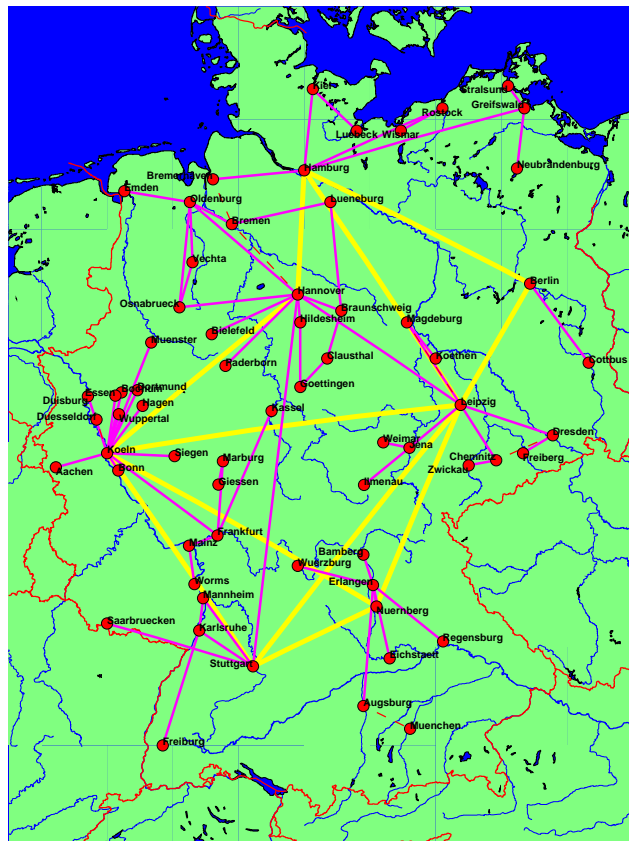 Kiel
Stralsund
Greifswald
Rostock
Luebeck
Wismar
Neubrandenburg
Hamburg
Bremerhaven
Emden
Oldenburg
Lueneburg
Bremen
Vechta
Berlin
Hannover
Osnabrueck
Braunschweig
Hildesheim
Magdeburg
Bielefeld
Muenster
Clausthal
Koethen
Paderborn
Cottbus
Goettingen
Dortmund
Bochum
Essen
Duisburg
Hagen
Leipzig
Kassel
Duesseldorf
Wuppertal
Dresden
Weimar
Jena
Koeln
Siegen
Freiberg
Chemnitz
Marburg
Zwickau
Aachen
Bonn
Giessen
Ilmenau
Frankfurt
Mainz
Bamberg
Wuerzburg
Worms
Erlangen
Mannheim
Nuernberg
Saarbruecken
Karlsruhe
Regensburg
Eichstaett
Stuttgart
Augsburg
Muenchen
Freiburg